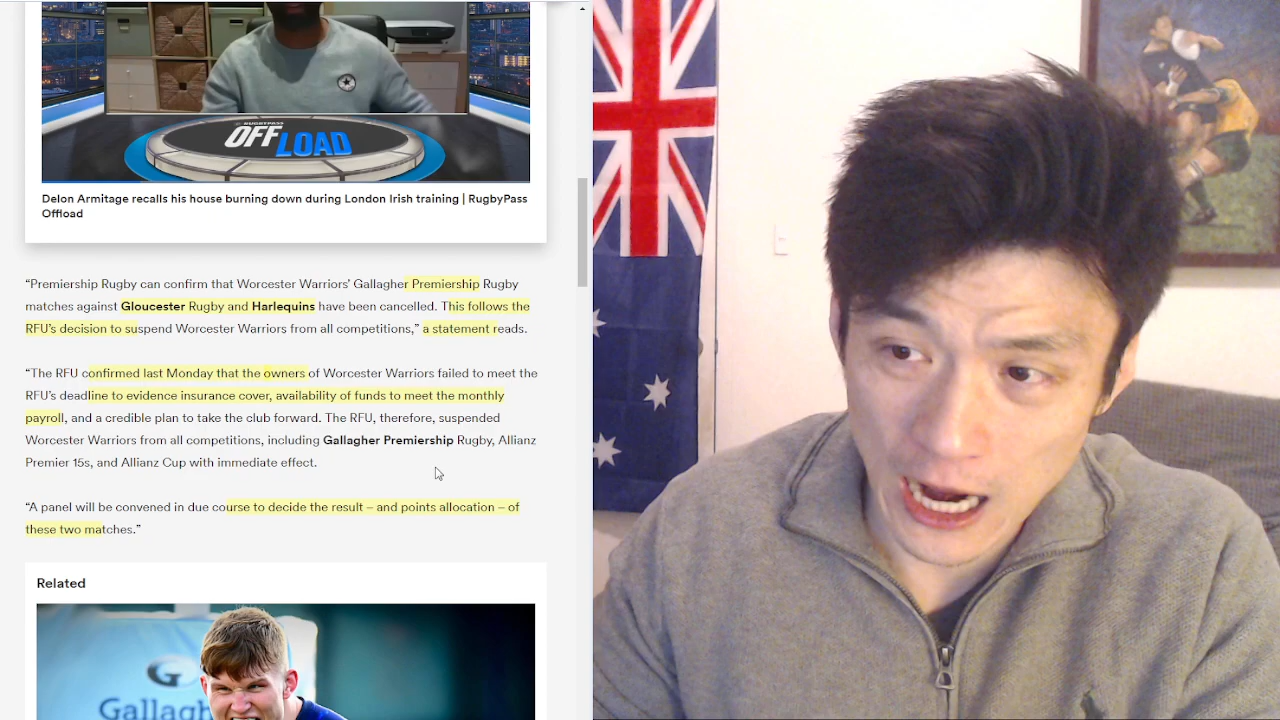 RUGBYPASS
OFFLOAD
Delon Armitage recalls his house burning down during London Irish training | RugbyPass
Offload
“Premiership Rugby can confirm that Worcester Warriors’ Gallagher Premiership Rugby
matches against Gloucester Rugby and Harlequins have been cancelled. This follows the
RFU’s decision to suspend Worcester Warriors from all competitions,” a statement reads.
“The RFU confirmed last Monday that the owners of Worcester Warriors failed to meet the
RFU’s deadline to evidence insurance cover, availability of funds to meet the monthly
payroll, and a credible plan to take the club forward. The RFU, therefore, suspended
Worcester Warriors from all competitions, including Gallagher Premiership Rugby, Allianz
Premier 15s, and Allianz Cup with immediate effect.
“A panel will be convened in due course to decide the result – and points allocation – of
these two matches.”
Related
G
Gallagh